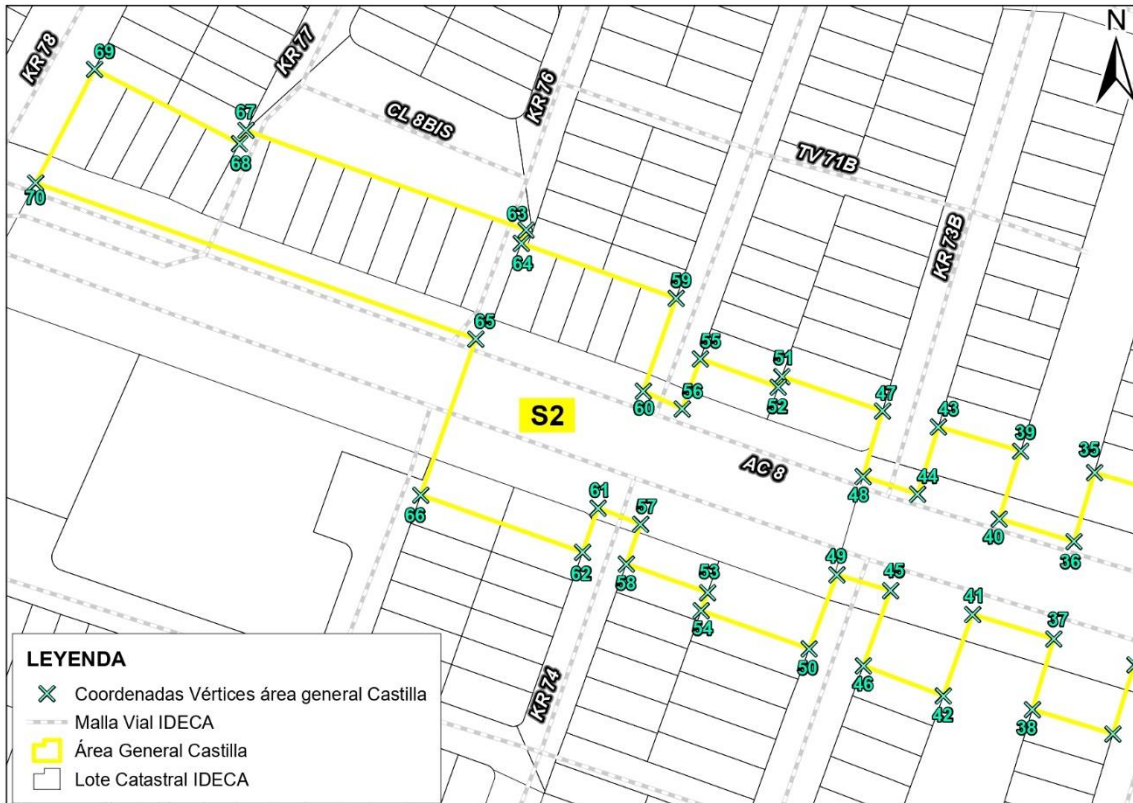 N
KR 78
69
KR 77
KR 76
67
CL 8BIS
68
TV 71B
70
63
64
KR 73B
59
65
55
51
52
47
60
56
43
39
S2
35
AC 8
48
44
40
36
66
61
57
62
58
53
54
49
45
41
37
50
46
42
38
KR 74
LEYENDA
Coordenadas Vértices área general Castilla
Malla Vial IDECA
Área General Castilla
Lote Catastral IDECA